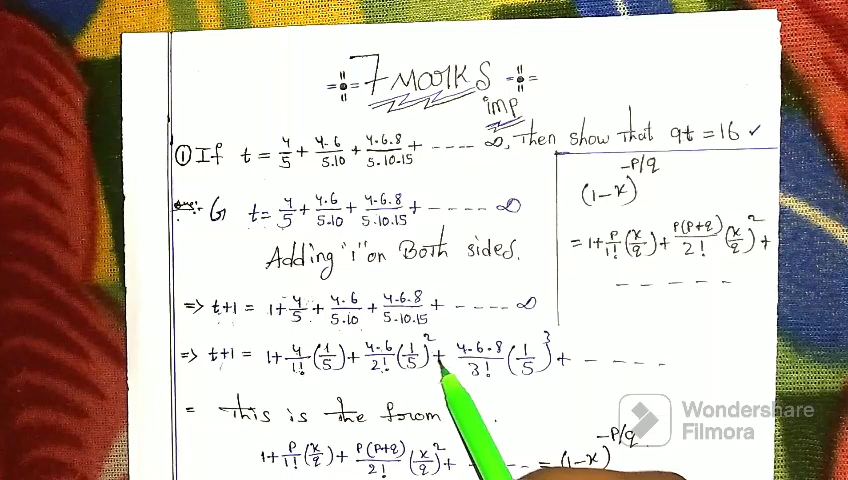 7 MARKS
imp
① If t = 4/5 + 4·6/5·10 + 4·6·8/5·10·15 + ---- ∞, Then show that 9t = 16 ✓
Ans:- G t = 4/5 + 4·6/5·10 + 4·6·8/5·10·15 + ---- ∞
Adding "1" on Both sides.
=> t+1 = 1 + 4/5 + 4·6/5·10 + 4·6·8/5·10·15 + ---- ∞
=> t+1 = 1 + 4/1! (1/5) + 4·6/2! (1/5)² + 4·6·8/3! (1/5)³ + ----
= This is the from
1 + p/1! (x/q) + p(p+q)/2! (x/q)² + ---- = (1-x)^-p/q
(1-x)^-p/q
= 1 + p/1! (x/q) + p(p+q)/2! (x/q)² +
-----
Wondershare
Filmora